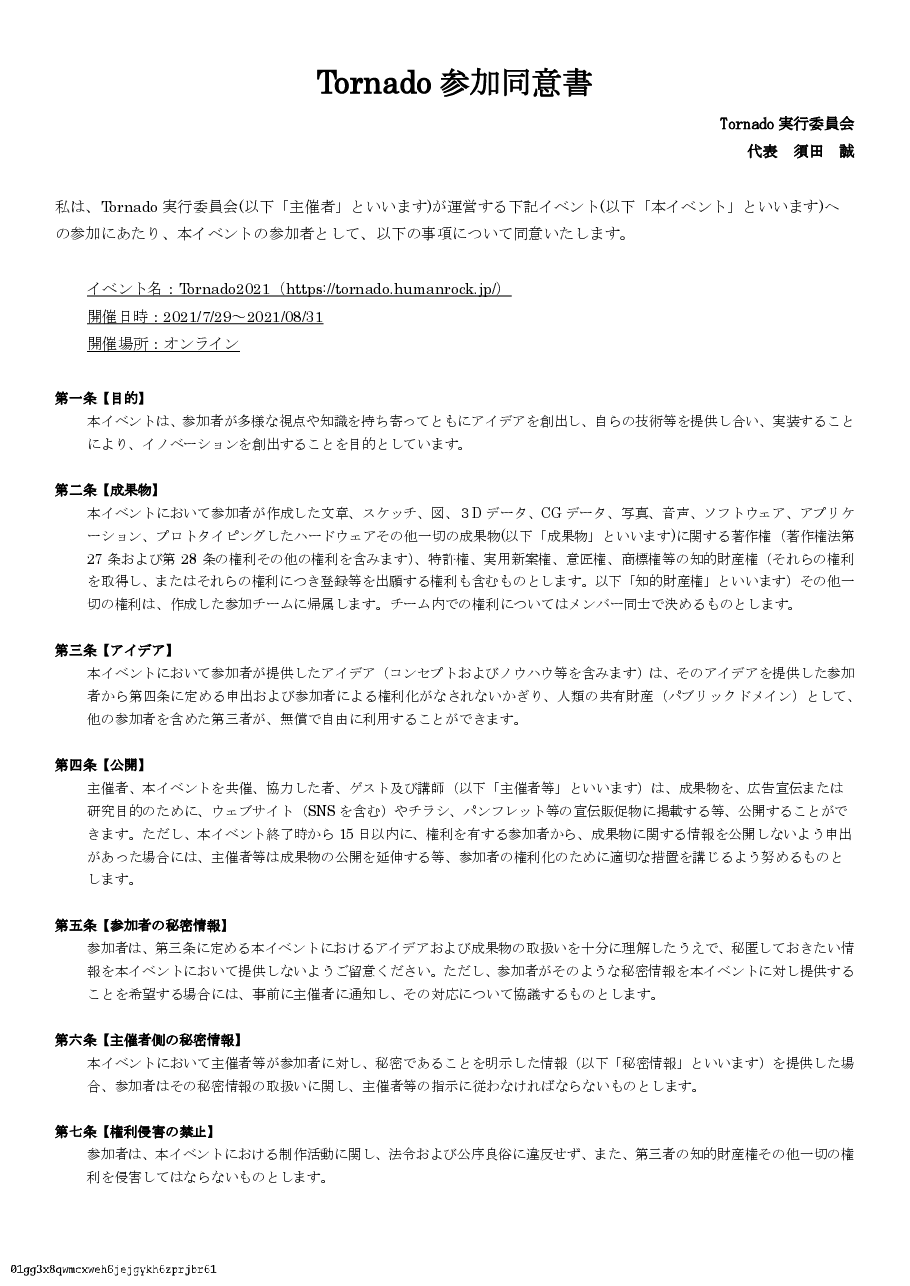 Tornado 参加同意書
Tornado 実行委員会
代表　須田　誠
私は、Tornado 実行委員会(以下「主催者」といいます)が運営する下記イベント(以下「本イベント」といいます)へ
の参加にあたり、本イベントの参加者として、以下の事項について同意いたします。
イベント名：Tornado2021（https://tornado.humanrock.jp/）
開催日時：2021/7/29～2021/08/31
開催場所：オンライン
第一条【目的】
本イベントは、参加者が多様な視点や知識を持ち寄ってともにアイデアを創出し、自らの技術等を提供し合い、実装すること
により、イノベーションを創出することを目的としています。
第二条【成果物】
本イベントにおいて参加者が作成した文章、スケッチ、図、３D データ、CG データ、写真、音声、ソフトウェア、アプリケ
ーション、プロトタイピングしたハードウェアその他一切の成果物(以下「成果物」といいます)に関する著作権（著作権法第
27 条および第 28 条の権利その他の権利を含みます)、特許権、実用新案権、意匠権、商標権等の知的財産権（それらの権利
を取得し、またはそれらの権利につき登録等を出願する権利も含むものとします。以下「知的財産権」といいます）その他一
切の権利は、作成した参加チームに帰属します。チーム内での権利についてはメンバー同士で決めるものとします。
第三条【アイデア】
本イベントにおいて参加者が提供したアイデア（コンセプトおよびノウハウ等を含みます）は、そのアイデアを提供した参加
者から第四条に定める申出および参加者による権利化がなされないかぎり、人類の共有財産（パブリックドメイン）として、
他の参加者を含めた第三者が、無償で自由に利用することができます。
第四条【公開】
主催者、本イベントを共催、協力した者、ゲスト及び講師（以下「主催者等」といいます）は、成果物を、広告宣伝または
研究目的のために、ウェブサイト（SNS を含む）やチラシ、パンフレット等の宣伝販促物に掲載する等、公開することがで
きます。ただし、本イベント終了時から 15 日以内に、権利を有する参加者から、成果物に関する情報を公開しないよう申出
があった場合には、主催者等は成果物の公開を延伸する等、参加者の権利化のために適切な措置を講じるよう努めるものと
します。
第五条【参加者の秘密情報】
参加者は、第三条に定める本イベントにおけるアイデアおよび成果物の取扱いを十分に理解したうえで、秘匿しておきたい情
報を本イベントにおいて提供しないようご留意ください。ただし、参加者がそのような秘密情報を本イベントに対し提供する
ことを希望する場合には、事前に主催者に通知し、その対応について協議するものとします。
第六条【主催者側の秘密情報】
本イベントにおいて主催者等が参加者に対し、秘密であることを明示した情報（以下「秘密情報」といいます）を提供した場
合、参加者はその秘密情報の取扱いに関し、主催者等の指示に従わなければならないものとします。
第七条【権利侵害の禁止】
参加者は、本イベントにおける制作活動に関し、法令および公序良俗に違反せず、また、第三者の知的財産権その他一切の権
利を侵害してはならないものとします。
01gg3x8qwmcxweh6jejgykh6zprjbr61